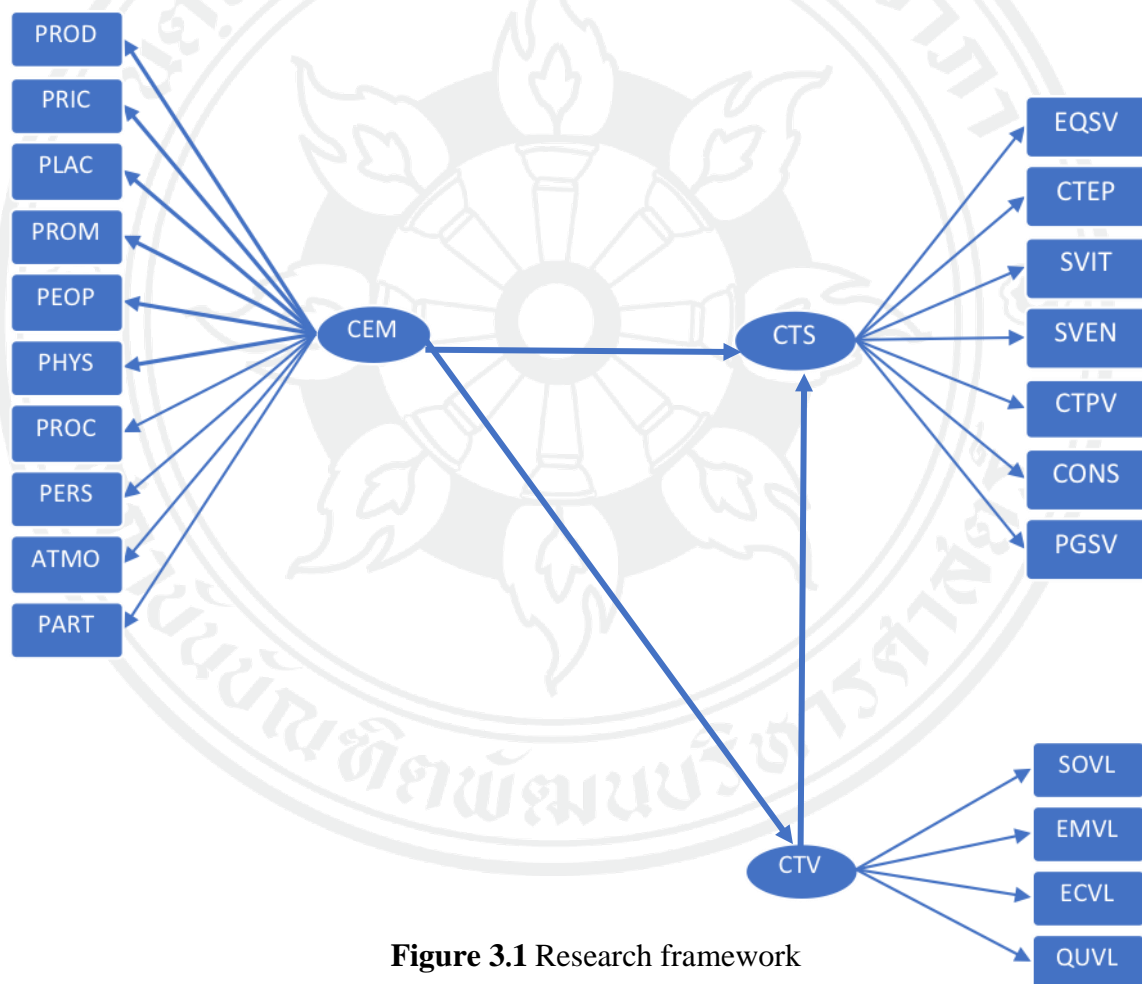 PROD
PRIC
PLAC
PROM
PEOP
PHYS
PROC
PERS
ATMO
PART
CEM
CTS
EQSV
CTEP
SVIT
SVEN
CTPV
CONS
PGSV
CTV
SOVL
EMVL
ECVL
QUVL
Figure 3.1 Research framework